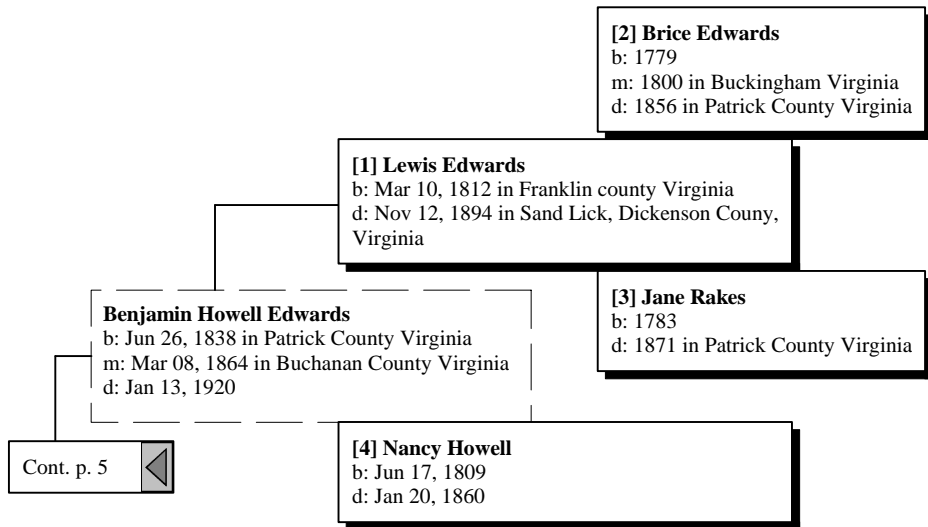 [2] Brice Edwards
b: 1779
m: 1800 in Buckingham Virginia
d: 1856 in Patrick County Virginia
[1] Lewis Edwards
b: Mar 10, 1812 in Franklin county Virginia
d: Nov 12, 1894 in Sand Lick, Dickenson Couny,
Virginia
[3] Jane Rakes
b: 1783
d: 1871 in Patrick County Virginia
Benjamin Howell Edwards
b: Jun 26, 1838 in Patrick County Virginia
m: Mar 08, 1864 in Buchanan County Virginia
d: Jan 13, 1920
[4] Nancy Howell
b: Jun 17, 1809
d: Jan 20, 1860
Cont. p. 5